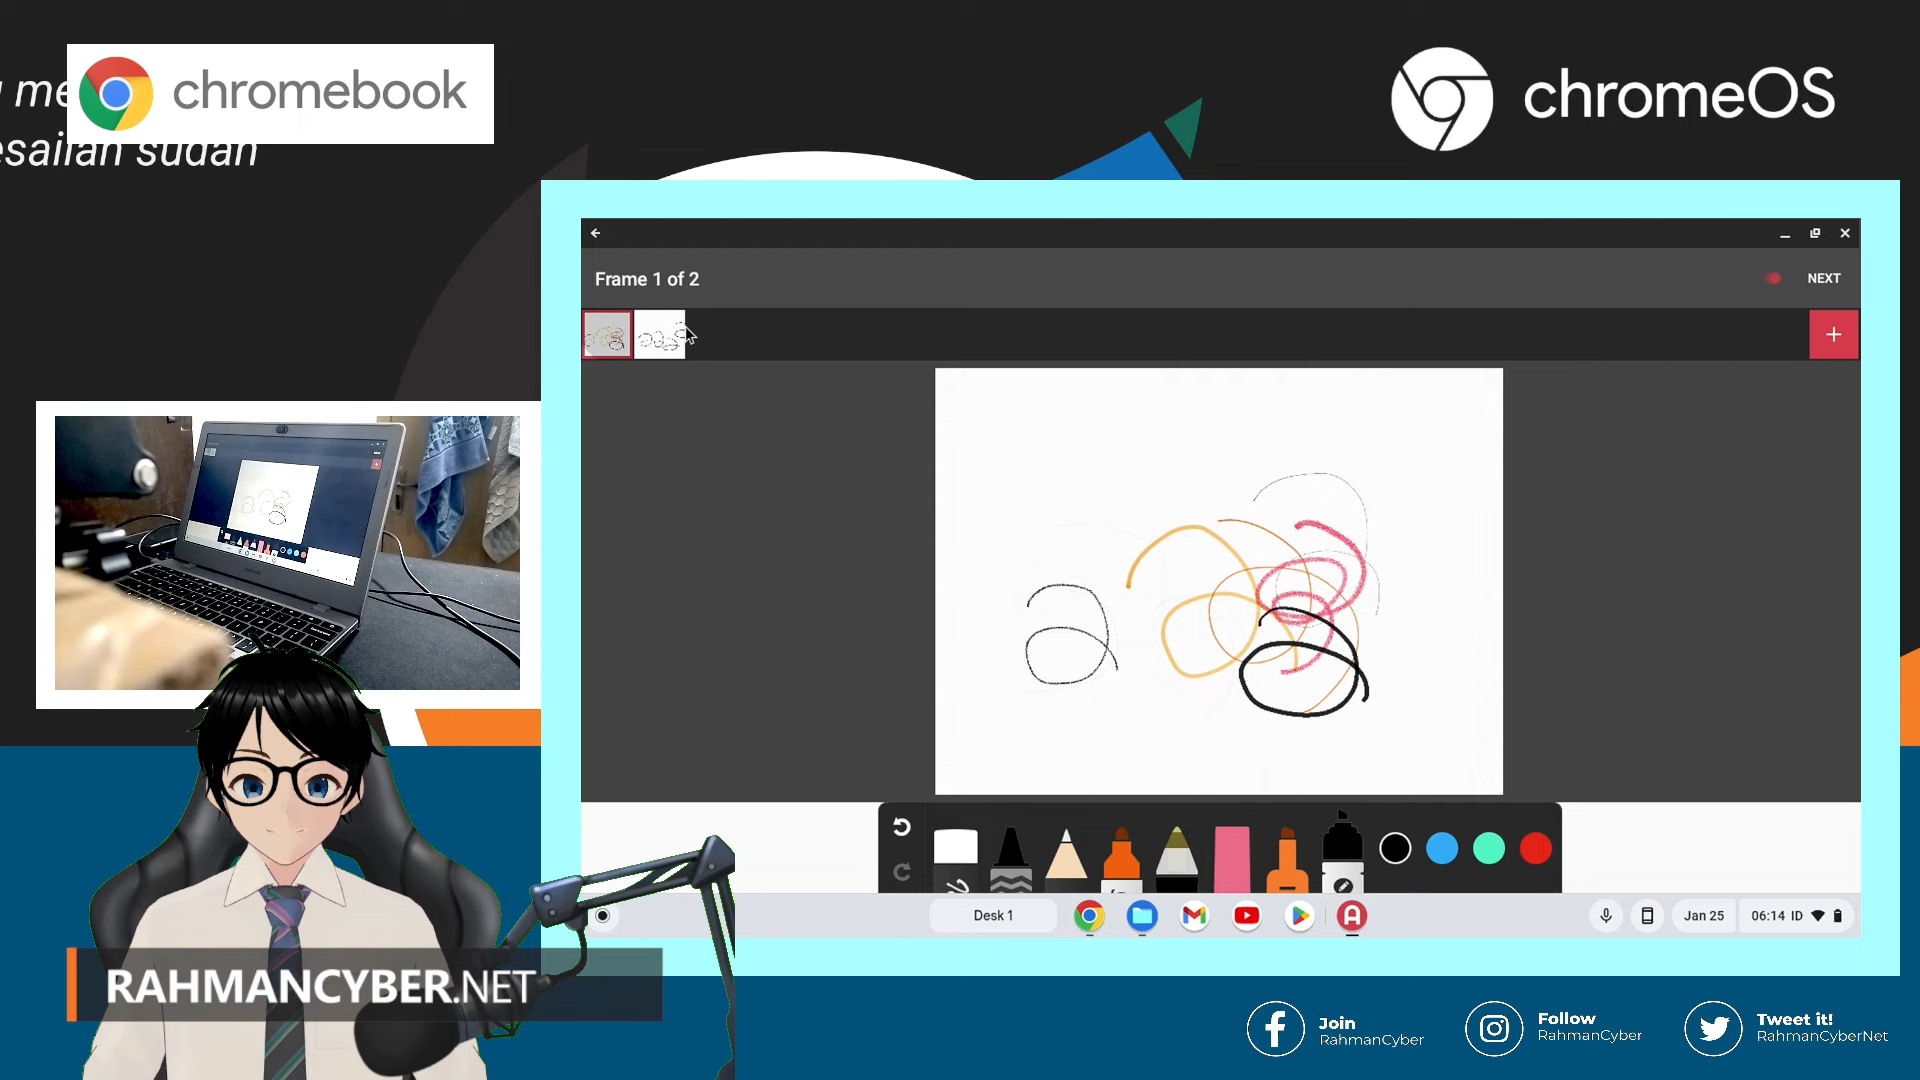 me
esaian sudah
chromebook
chromeOS
Frame 1 of 2
NEXT
a
a
a
a
Desk 1
Jan 25
06:14 ID
RAHMANCYBER.NET
Join
RahmanCyber
Follow
RahmanCyber
Tweet it!
RahmanCyberNet